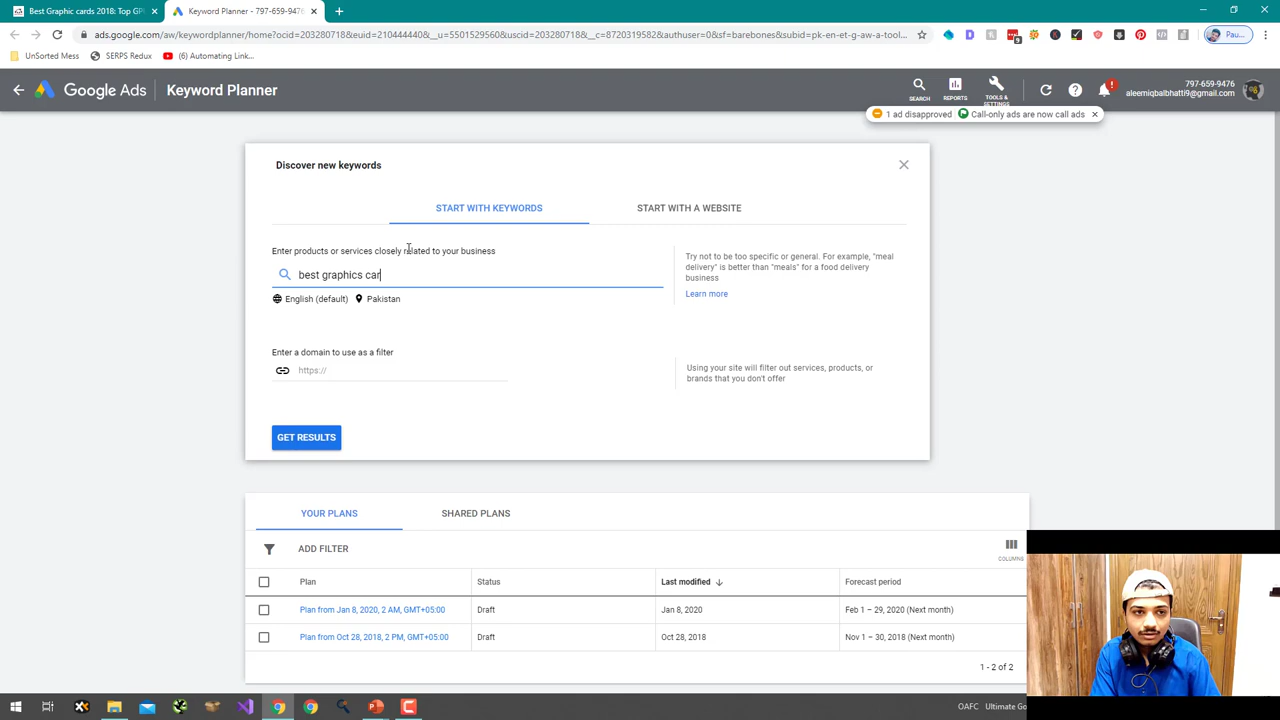 Best Graphic cards 2018: Top GP
Keyword Planner - 797-659-9476
ads.google.com/aw/keywordplanner/home?ocid=203280718&euid=210444440&__u=5501529560&uscid=203280718&__c=8720319582&authuser=0&sf=barebones&subid=pk-en-et-g-aw-a-tool...
Pau...
UnSorted Mess
SERPS Redux
(1) Automating Link...
Google Ads
Keyword Planner
SEARCH
REPORTS
TOOLS &
SETTINGS
797-659-9476
aleemiqbalbhatti9@gmail.com
1 ad disapproved
Call-only ads are now call ads
Discover new keywords
START WITH KEYWORDS
START WITH A WEBSITE
Enter products or services closely related to your business
best graphics car
English (default)
Pakistan
Try not to be too specific or general. For example, "meal
delivery" is better than "meals" for a food delivery
business
Learn more
Enter a domain to use as a filter
https://
Using your site will filter out services, products, or
brands that you don't offer
GET RESULTS
YOUR PLANS
SHARED PLANS
ADD FILTER
COLUMNS
Plan
Status
Last modified
Forecast period
Plan from Jan 8, 2020, 2 AM, GMT+05:00
Draft
Jan 8, 2020
Feb 1 – 29, 2020 (Next month)
Plan from Oct 28, 2018, 2 PM, GMT+05:00
Draft
Oct 28, 2018
Nov 1 – 30, 2018 (Next month)
1 - 2 of 2
OAFC
Ultimate Go